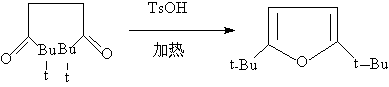 TsOH
O Bu Bu O 加热
t t
t-Bu O t-Bu